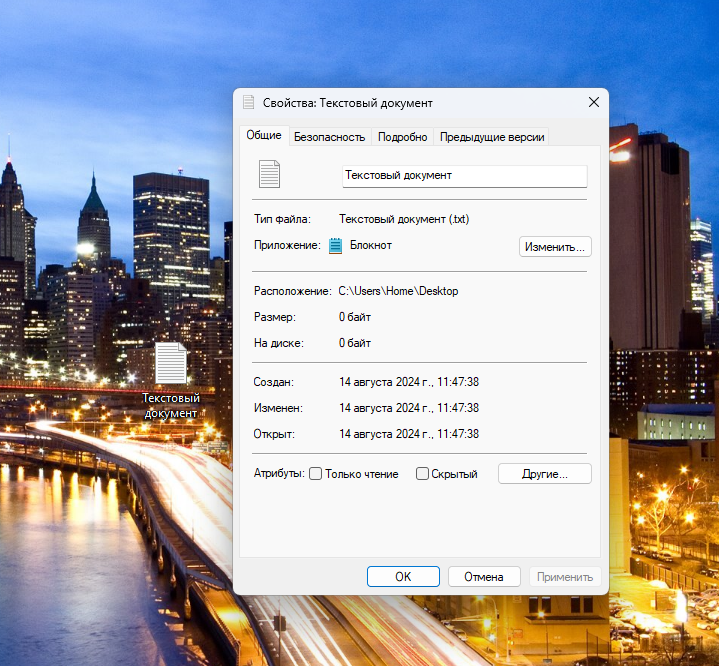 Свойства: Текстовый документ
Общие Безопасность Подробно Предыдущие версии
Текстовый документ
Тип файла: Текстовый документ (.txt)
Приложение: Блокнот Изменить...
Расположение: C:\Users\Home\Desktop
Размер: 0 байт
На диске: 0 байт
Создан: 14 августа 2024 г., 11:47:38
Изменен: 14 августа 2024 г., 11:47:38
Открыт: 14 августа 2024 г., 11:47:38
Атрибуты: Только чтение Скрытый Другие...
OK Отмена Применить
Текстовый
документ